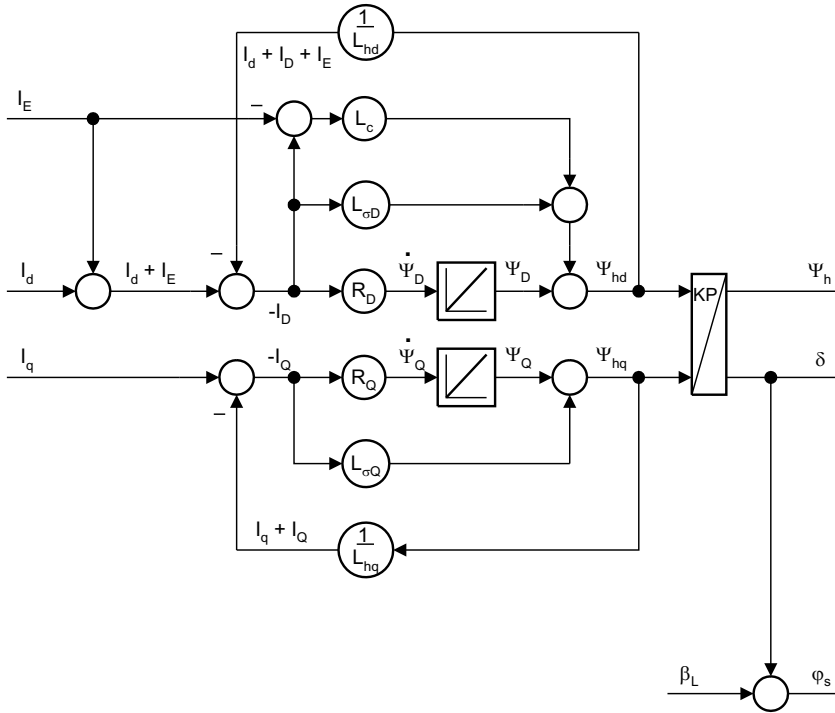 1
L_hd
I_d + I_D + I_E
I_E
–
L_c
L_σD
–
I_d
I_d + I_E
-I_D
R_D
Ψ̇_D
Ψ_D
Ψ_hd
KP
Ψ_h
I_q
-I_Q
R_Q
Ψ̇_Q
Ψ_Q
Ψ_hq
δ
–
L_σQ
I_q + I_Q
1
L_hq
β_L
φ_s